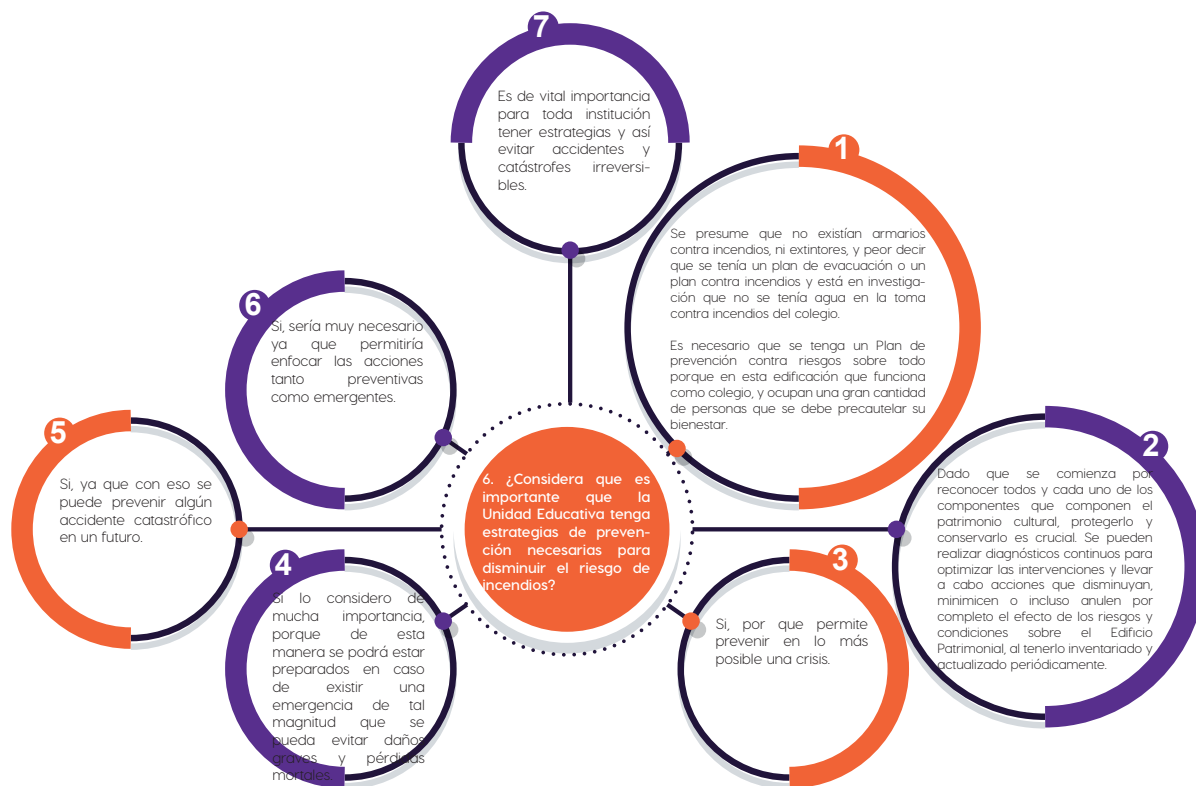 7
Es de vital importancia
para toda institución
tener estrategias y así
evitar accidentes y
catástrofes irreversi-
bles.
1
Se presume que no existían armarios
contra incendios, ni extintores, y peor decir
que se tenía un plan de evacuación o un
plan contra incendios y está en investiga-
ción que no se tenía agua en la toma
contra incendios del colegio.
Es necesario que se tenga un Plan de
prevención contra riesgos sobre todo
porque en esta edificación que funciona
como colegio, y ocupan una gran cantidad
de personas que se debe precautelar su
bienestar.
6
Si, sería muy necesario
ya que permitiría
enfocar las acciones
tanto preventivas
como emergentes.
5
Si, ya que con eso se
puede prevenir algún
accidente catastrófico
en un futuro.
6. ¿Considera que es
importante que la
Unidad Educativa tenga
estrategias de preven-
ción necesarias para
disminuir el riesgo de
incendios?
2
Dado que se comienza por
reconocer todos y cada uno de los
componentes que componen el
patrimonio cultural, protegerlo y
conservarlo es crucial. Se pueden
realizar diagnósticos continuos para
optimizar las intervenciones y llevar
a cabo acciones que disminuyan,
minimicen o incluso anulen por
completo el efecto de los riesgos y
condiciones sobre el Edificio
Patrimonial, al tenerlo inventariado y
actualizado periódicamente.
4
Si lo considero de
mucha importancia,
porque de esta
manera se podrá estar
preparados en caso
de existir una
emergencia de tal
magnitud que se
pueda evitar daños
graves y pérdidas
mortales.
3
Si, por que permite
prevenir en lo más
posible una crisis.